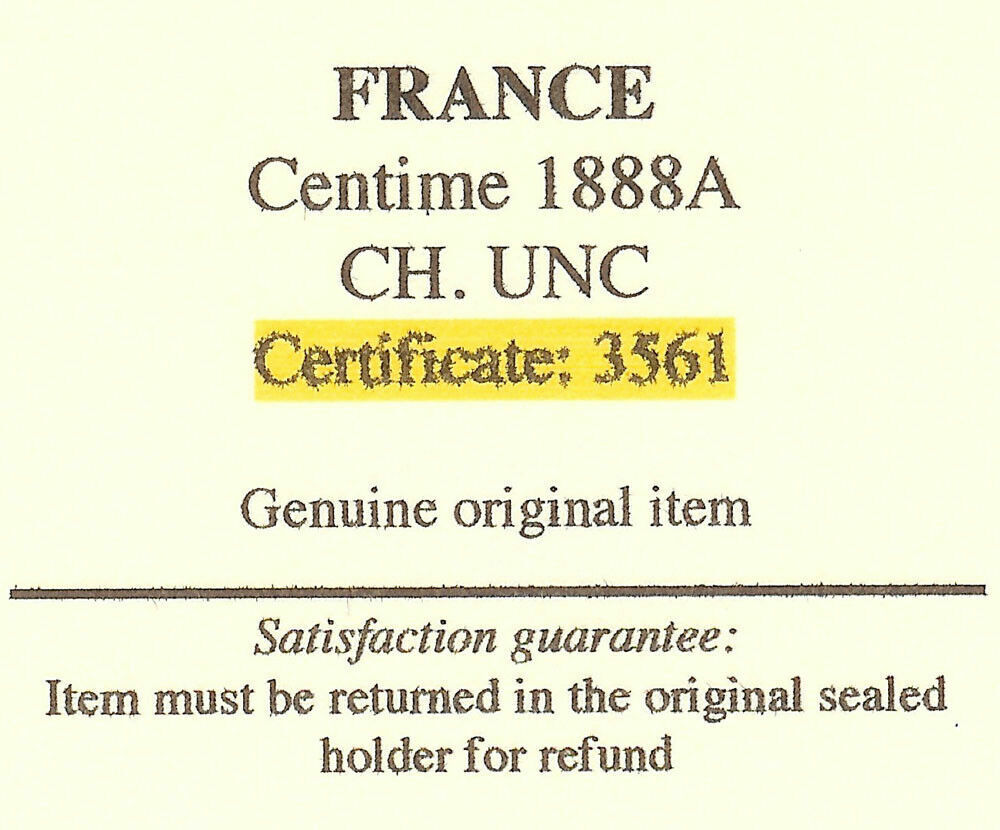 FRANCE
Centime 1888A
CH. UNC
Certificate: 3561
Genuine original item
Satisfaction guarantee:
Item must be returned in the original sealed
holder for refund